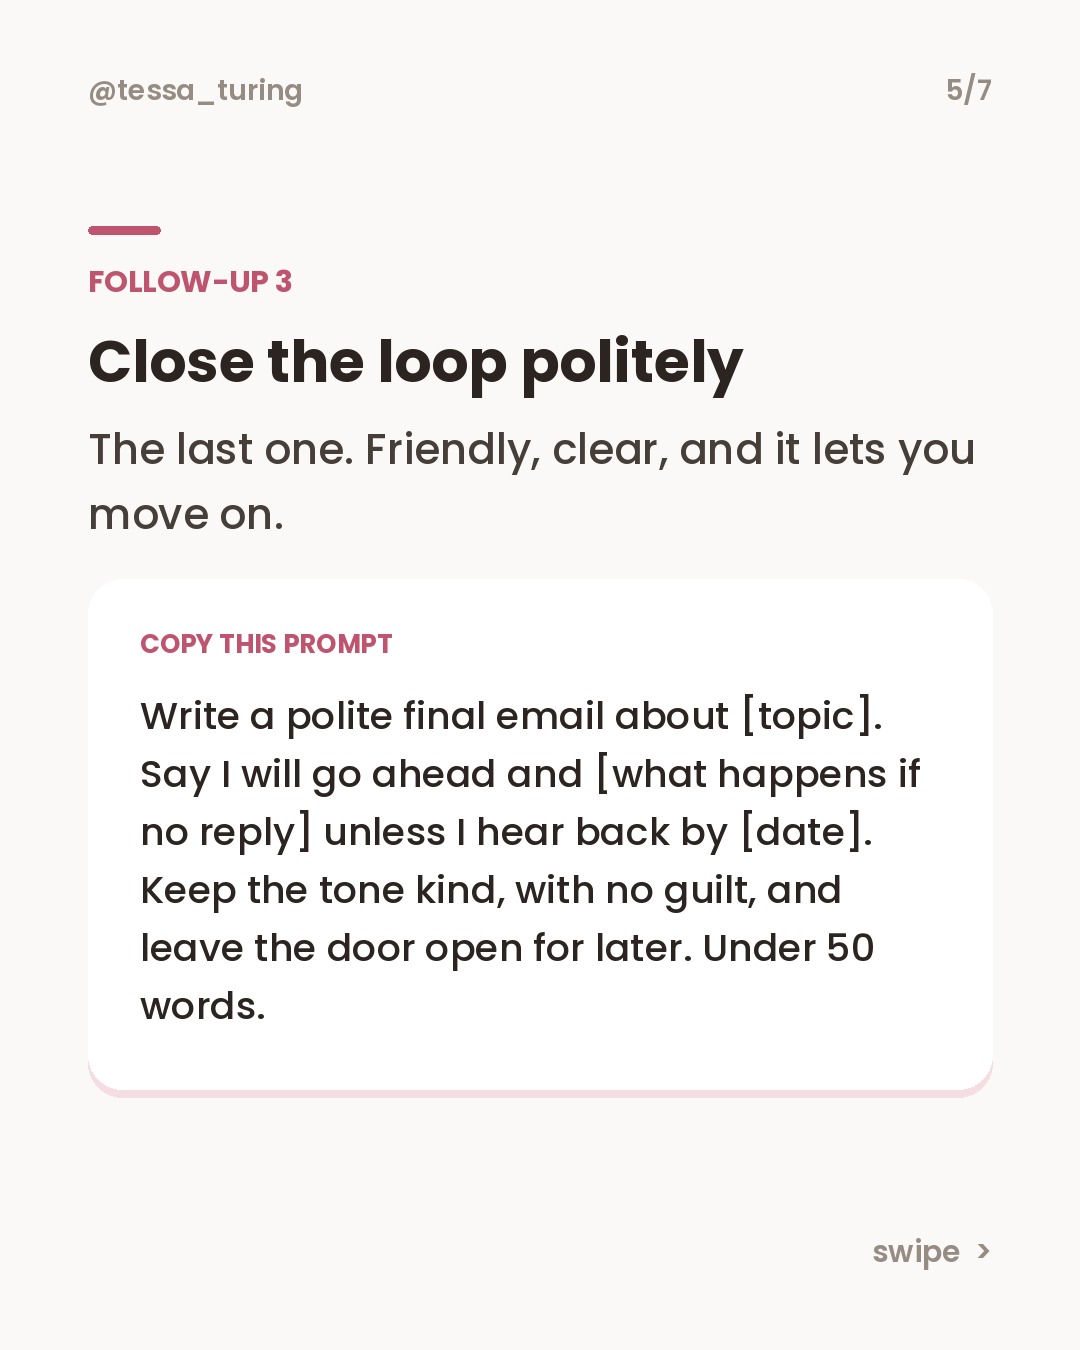 @tessa_turing
5/7
FOLLOW-UP 3
Close the loop politely
The last one. Friendly, clear, and it lets you
move on.
COPY THIS PROMPT
Write a polite final email about [topic].
Say I will go ahead and [what happens if
no reply] unless I hear back by [date].
Keep the tone kind, with no guilt, and
leave the door open for later. Under 50
words.
swipe >